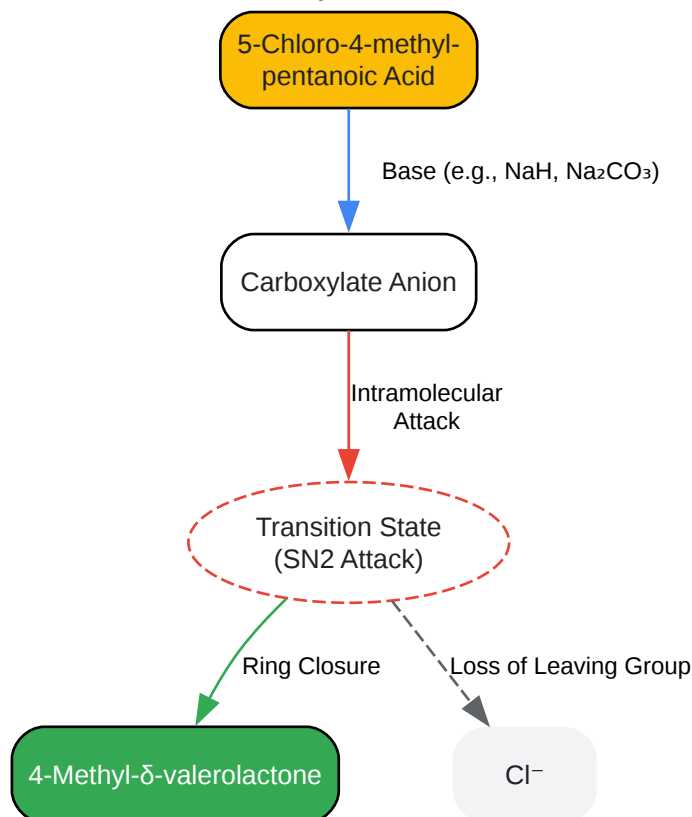 5-Chloro-4-methyl-
pentanoic Acid
Base (e.g., NaH, Na₂CO₃)
Carboxylate Anion
Intramolecular
Attack
Transition State
(SN2 Attack)
Ring Closure
Loss of Leaving Group
4-Methyl-δ-valerolactone
Cl⁻